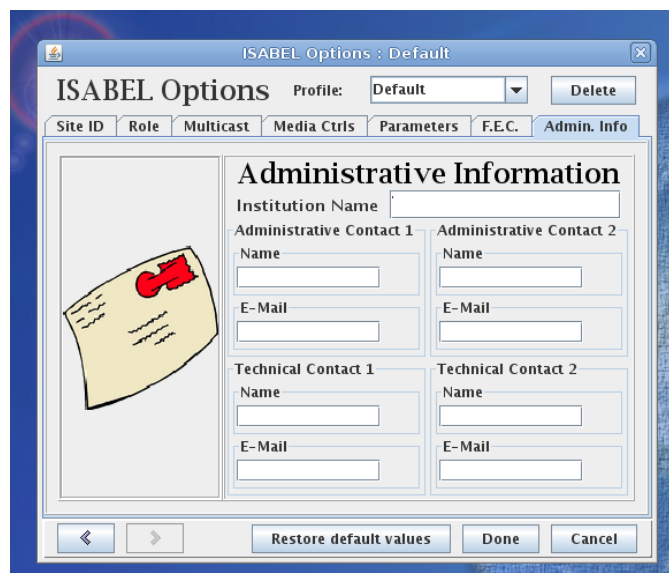 ISABEL Options : Default
ISABEL Options Profile: Default Delete
Site ID Role Multicast Media Ctrls Parameters F.E.C. Admin. Info
Administrative Information
Institution Name
Administrative Contact 1 Administrative Contact 2
Name Name
E-Mail E-Mail
Technical Contact 1 Technical Contact 2
Name Name
E-Mail E-Mail
Restore default values Done Cancel